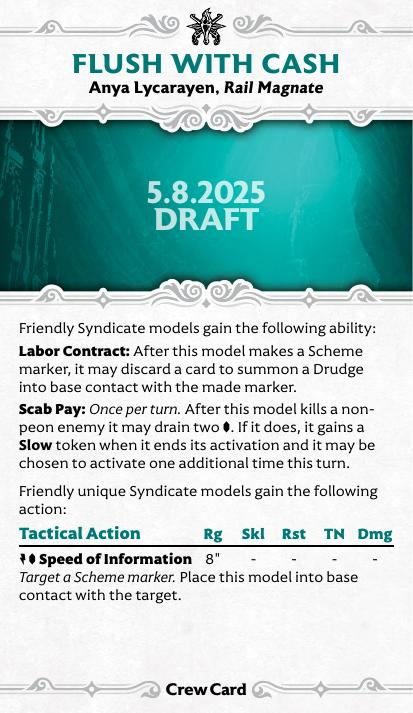 FLUSH WITH CASH
Anya Lycarayen, Rail Magnate
5.8.2025
DRAFT
Friendly Syndicate models gain the following ability:
Labor Contract: After this model makes a Scheme
marker, it may discard a card to summon a Drudge
into base contact with the made marker.
Scab Pay: Once per turn. After this model kills a non-
peon enemy it may drain two . If it does, it gains a
Slow token when it ends its activation and it may be
chosen to activate one additional time this turn.
Friendly unique Syndicate models gain the following
action:
Tactical Action Rg Skl Rst TN Dmg
Speed of Information 8" - - - -
Target a Scheme marker. Place this model into base
contact with the target.
Crew Card